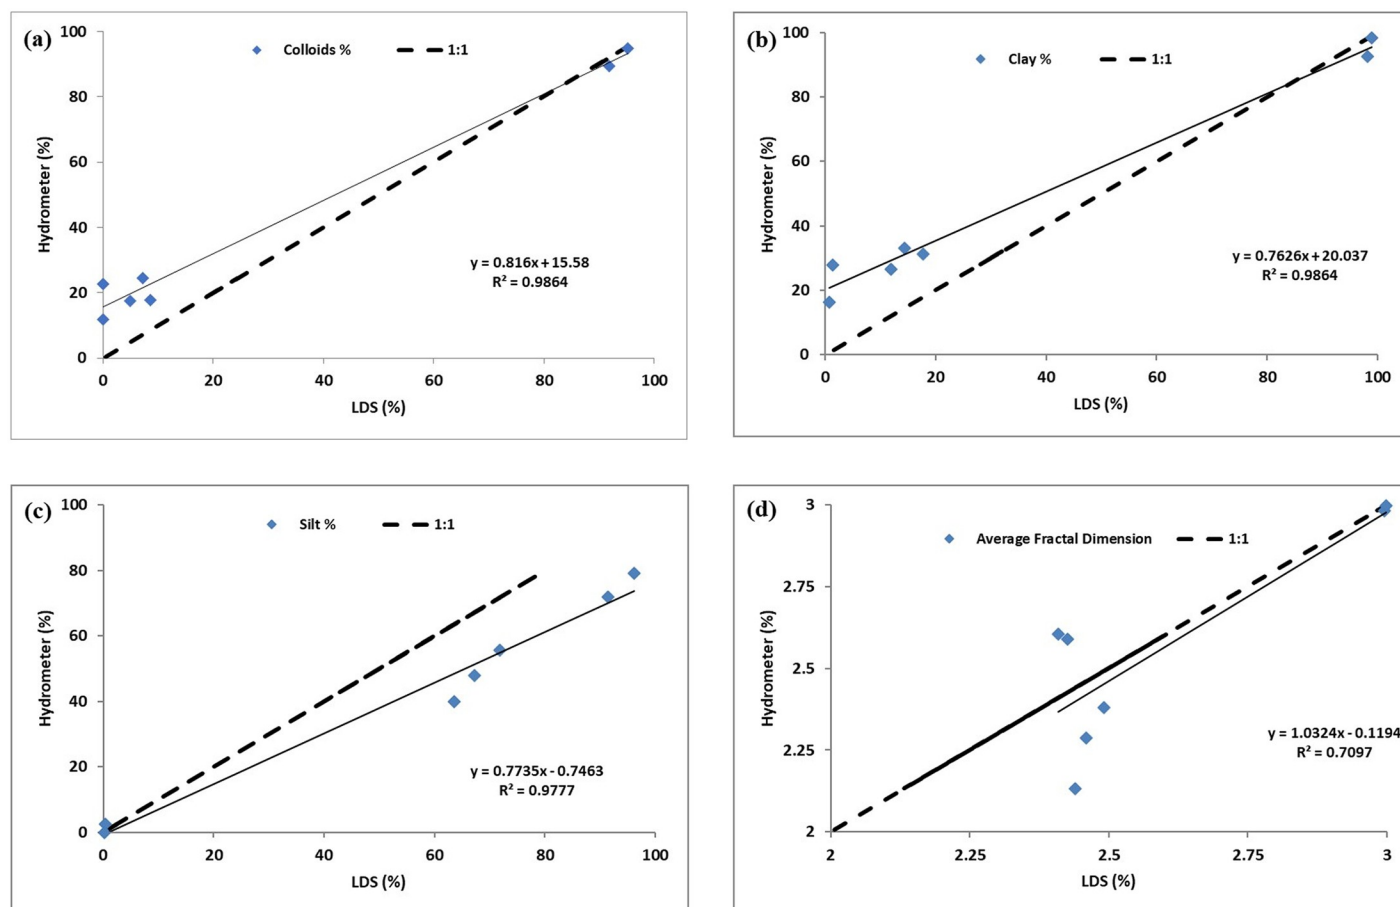 (a)
Colloids %
1:1
100
80
60
40
20
0
Hydrometer (%)
y = 0.816x + 15.58
R² = 0.9864
0 20 40 60 80 100
LDS (%)
(b)
Clay %
1:1
100
80
60
40
20
0
Hydrometer (%)
y = 0.7626x + 20.037
R² = 0.9864
0 20 40 60 80 100
LDS (%)
(c)
Silt %
1:1
100
80
60
40
20
0
Hydrometer (%)
y = 0.7735x - 0.7463
R² = 0.9777
0 20 40 60 80 100
LDS (%)
(d)
Average Fractal Dimension
1:1
3
2.75
2.5
2.25
2
Hydrometer (%)
y = 1.0324x - 0.1194
R² = 0.7097
2 2.25 2.5 2.75 3
LDS (%)